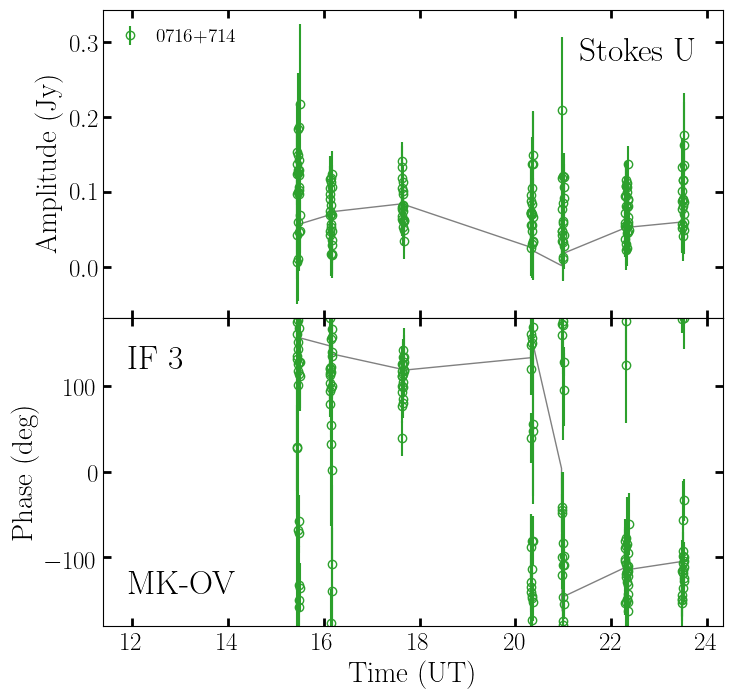 0716+714
Stokes U
0.3
0.2
0.1
0.0
Amplitude (Jy)
IF 3
100
0
−100
Phase (deg)
MK-OV
12 14 16 18 20 22 24
Time (UT)